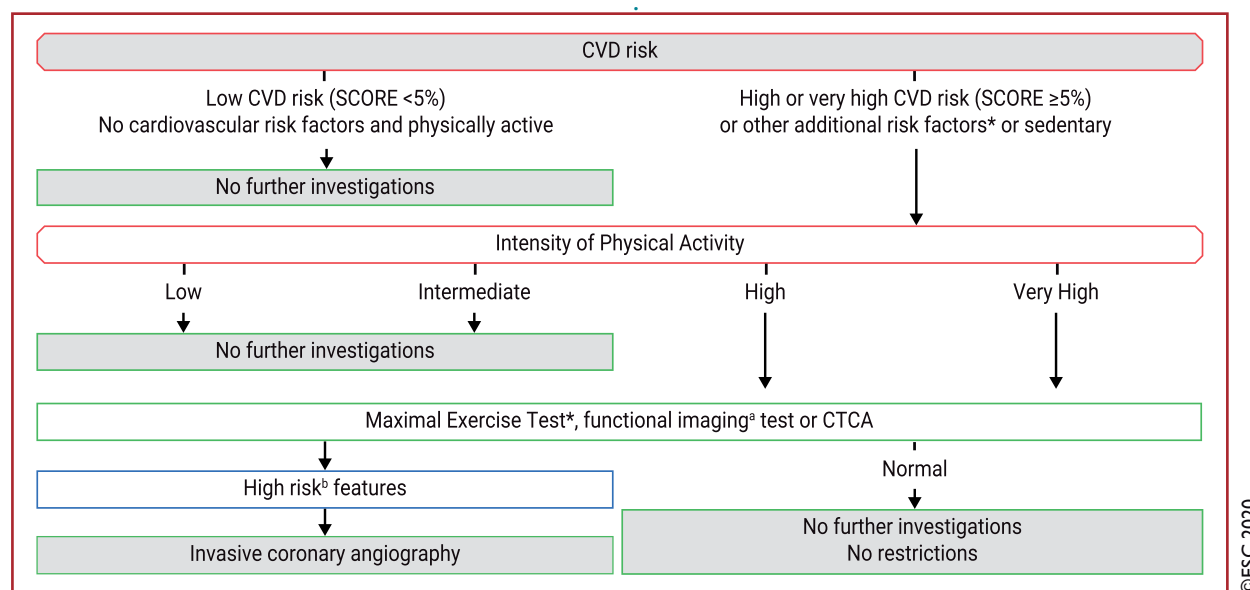 CVD risk
Low CVD risk (SCORE <5%)
No cardiovascular risk factors and physically active
High or very high CVD risk (SCORE ≥5%)
or other additional risk factors* or sedentary
No further investigations
Intensity of Physical Activity
Low
Intermediate
High
Very High
No further investigations
Maximal Exercise Test*, functional imagingᵃ test or CTCA
High riskᵇ features
Normal
Invasive coronary angiography
No further investigations
No restrictions
©ESC 2020